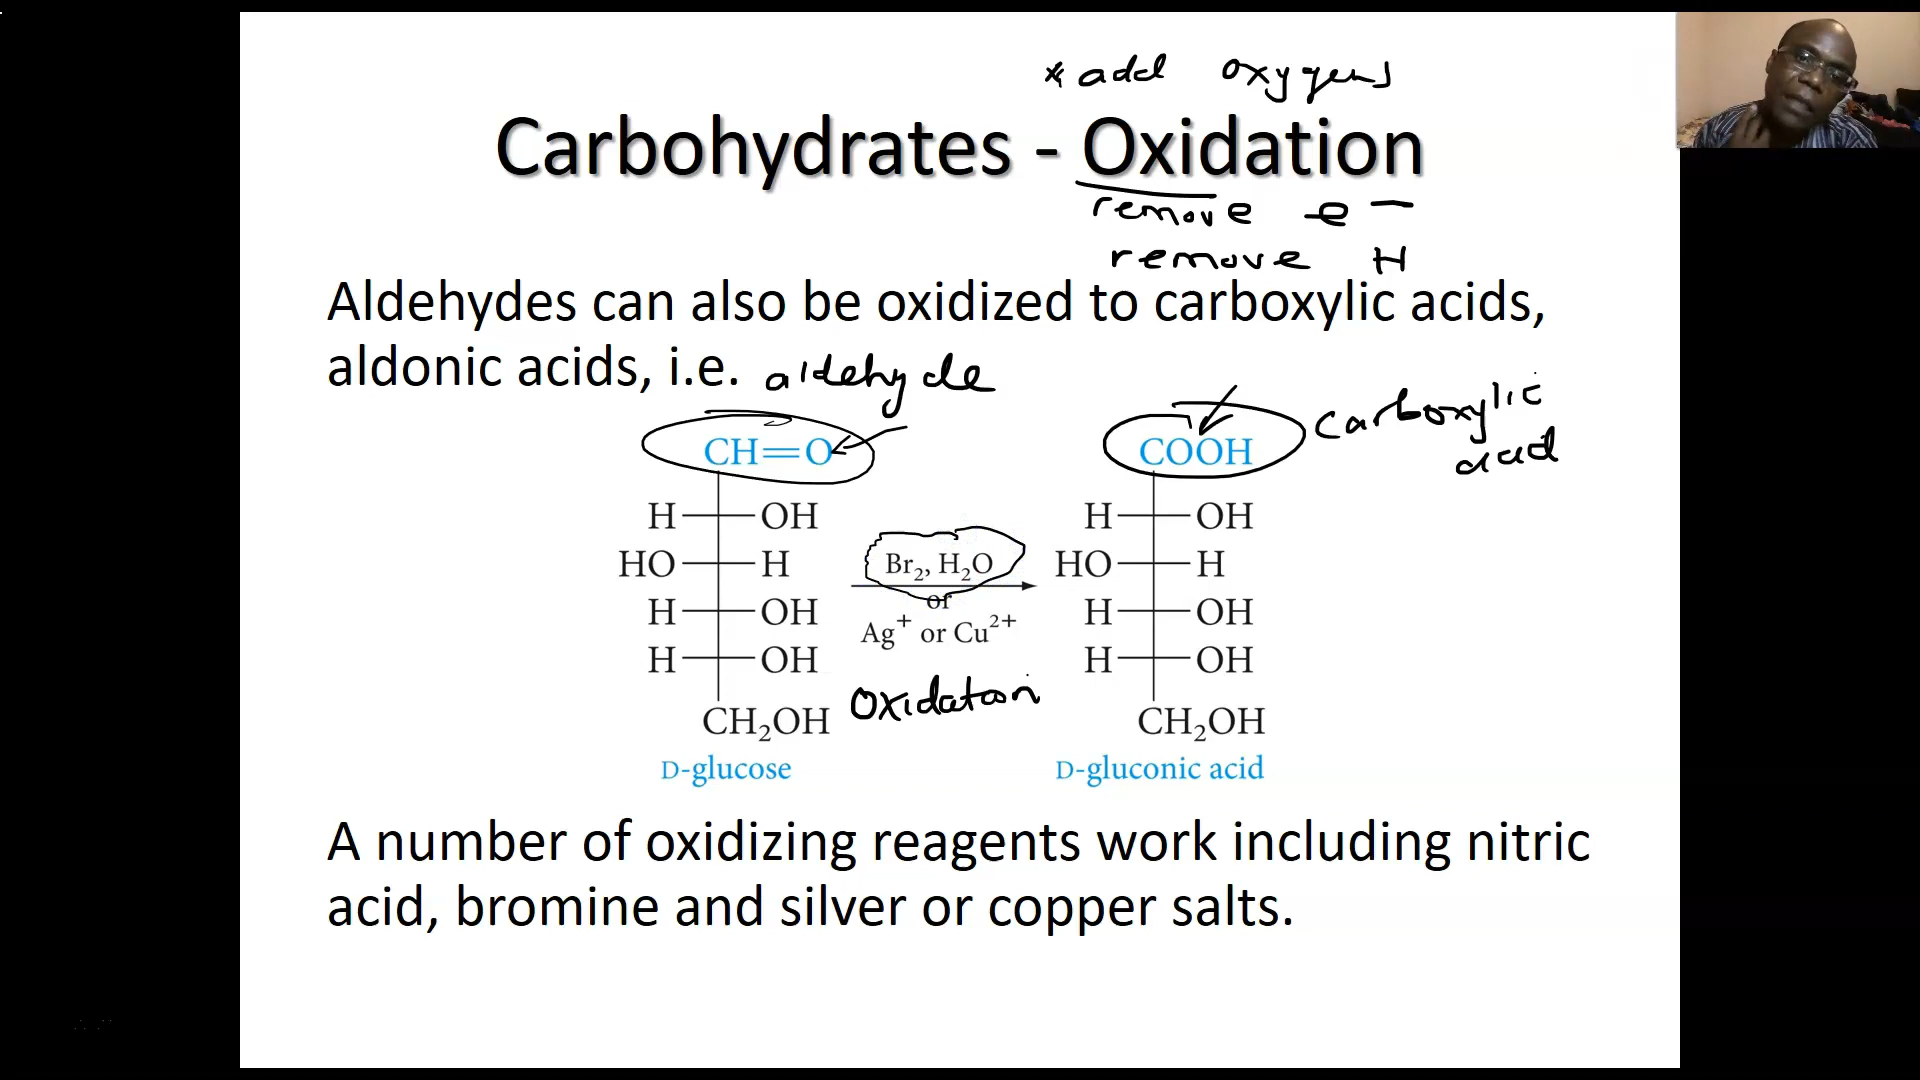 * add oxygens
Carbohydrates - Oxidation
remove e⁻
remove H
Aldehydes can also be oxidized to carboxylic acids,
aldonic acids, i.e. aldehyde
carboxylic
acid
CH=O
COOH
H OH
HO H
H OH
H OH
CH₂OH
D-glucose
Br₂, H₂O
or
Ag⁺ or Cu²⁺
Oxidation
H OH
HO H
H OH
H OH
CH₂OH
D-gluconic acid
A number of oxidizing reagents work including nitric
acid, bromine and silver or copper salts.